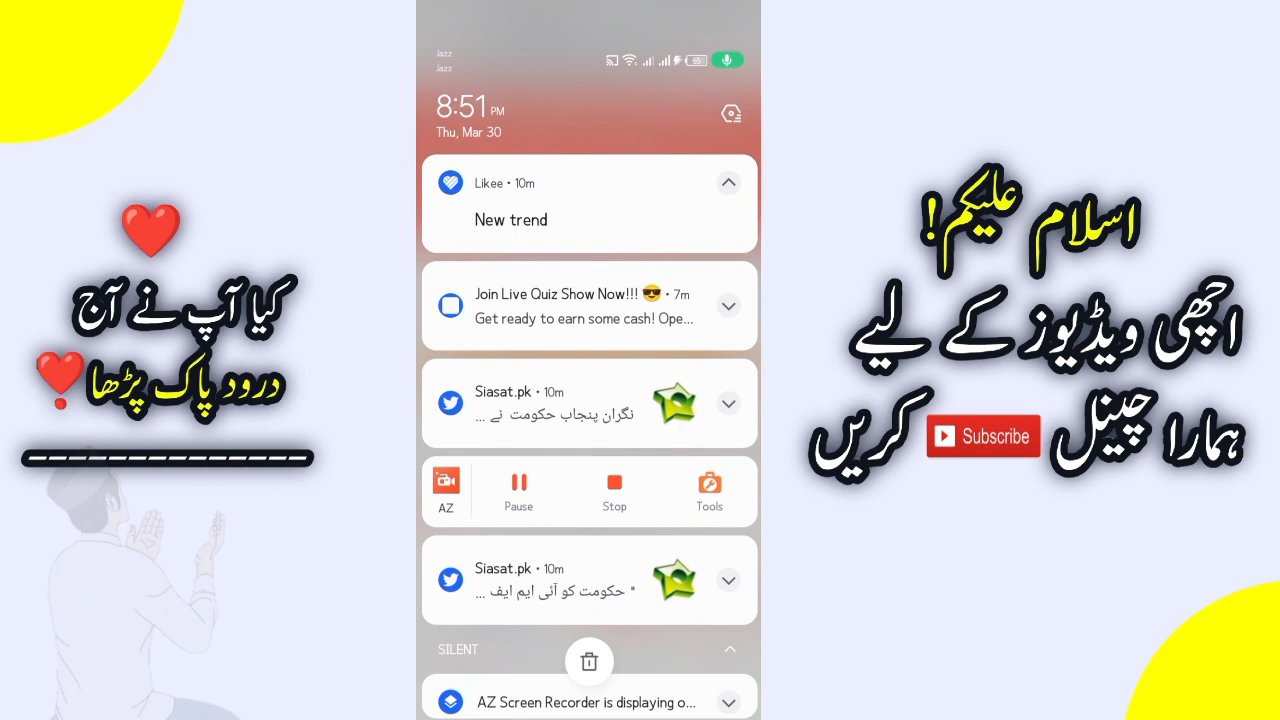 ❤️
کیا آپ نے آج
درود پاک پڑھا❣️
---------------
Jazz
Jazz
65
8:51 PM
Thu, Mar 30
Likee • 10m
New trend
Join Live Quiz Show Now!!! 😎 • 7m
Get ready to earn some cash! Ope...
Siasat.pk • 10m
نگران پنجاب حکومت نے ...
AZ
Pause
Stop
Tools
Siasat.pk • 10m
" حکومت کو آئی ایم ایف ...
SILENT
AZ Screen Recorder is displaying o...
اسلام علیکم!
اچھی ویڈیوز کے لیے
ہمارا چینل Subscribe کریں